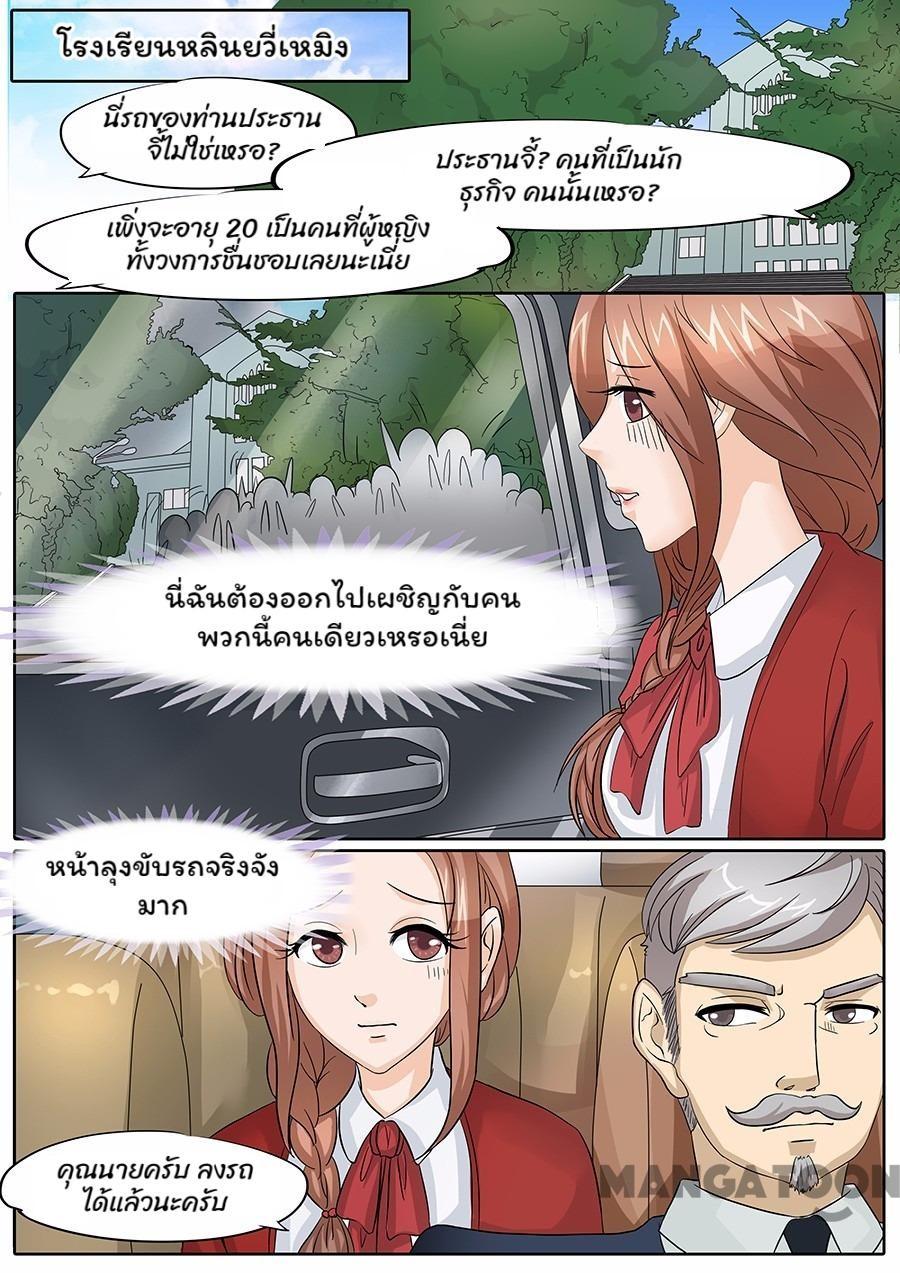 โรงเรียนหลินยวี่เหมิง
นี่รถของท่านประธาน
จี้ไม่ใช่เหรอ?
ประธานจี้? คนที่เป็นนัก
ธุรกิจ คนนั้นเหรอ?
เพิ่งจะอายุ 20 เป็นคนที่ผู้หญิง
ทั้งวงการชื่นชอบเลยนะเนี่ย
นี่ฉันต้องออกไปเผชิญกับคน
พวกนี้คนเดียวเหรอเนี่ย
หน้าลุงขับรถจริงจัง
มาก
คุณนายครับ ลงรถ
ได้แล้วนะครับ
MANGATOON